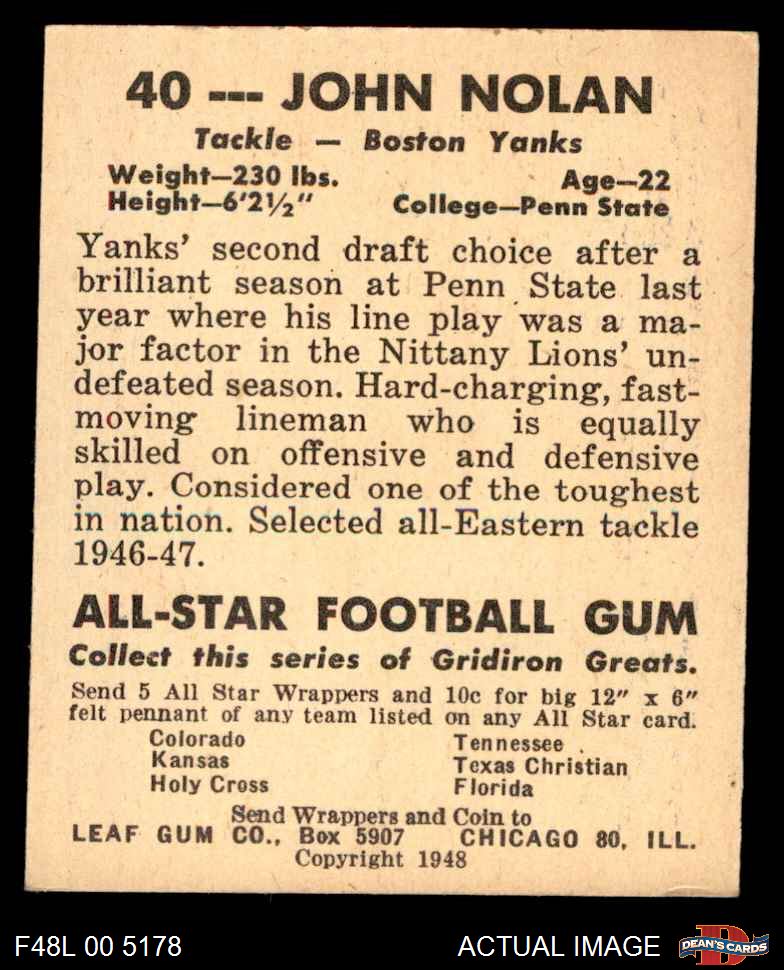 40 --- JOHN NOLAN
Tackle — Boston Yanks
Weight—230 lbs. Age—22
Height—6'2½" College—Penn State
Yanks' second draft choice after a
brilliant season at Penn State last
year where his line play was a ma-
jor factor in the Nittany Lions' un-
defeated season. Hard-charging, fast-
moving lineman who is equally
skilled on offensive and defensive
play. Considered one of the toughest
in nation. Selected all-Eastern tackle
1946-47.
ALL-STAR FOOTBALL GUM
Collect this series of Gridiron Greats.
Send 5 All Star Wrappers and 10c for big 12" x 6"
felt pennant of any team listed on any All Star card.
Colorado Tennessee
Kansas Texas Christian
Holy Cross Florida
Send Wrappers and Coin to
LEAF GUM CO., Box 5907 CHICAGO 80, ILL.
Copyright 1948
F48L 00 5178 ACTUAL IMAGE D DEAN'S CARDS